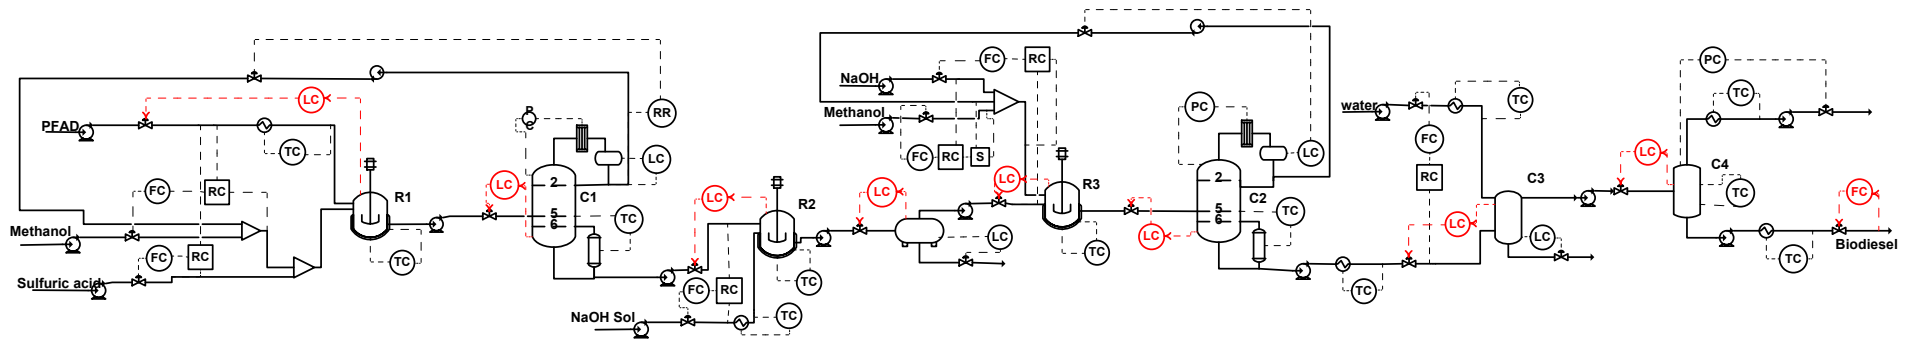 PFAD
Methanol
Sulfuric acid
LC
TC
FC
RC
FC
RC
R1
TC
RR
P
C
LC
2
5
6
C1
LC
TC
LC
R2
TC
FC
RC
TC
NaOH Sol
LC
LC
NaOH
Methanol
FC
RC
FC
RC
S
LC
R3
TC
LC
PC
LC
2
5
6
C2
TC
water
TC
FC
RC
TC
LC
C3
LC
LC
PC
TC
C4
TC
TC
FC
Biodiesel